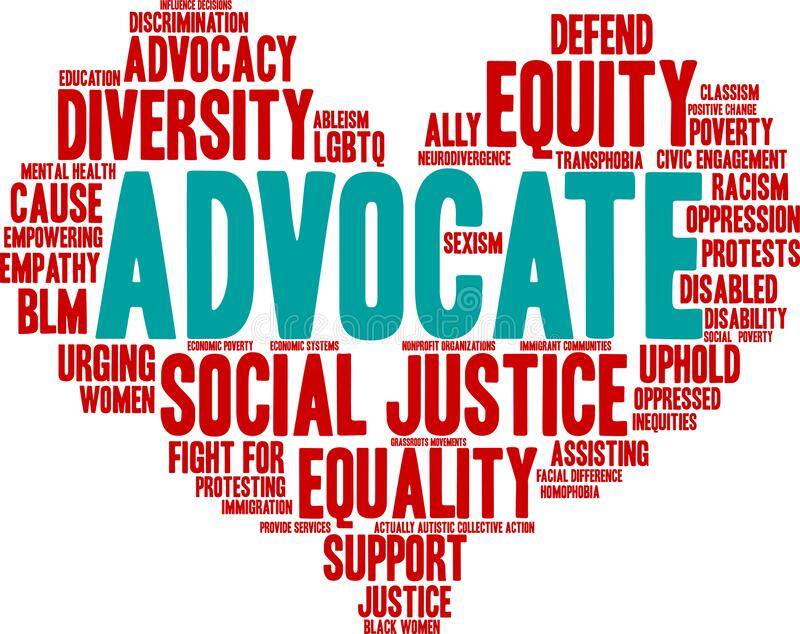 INFLUENCE DECISIONS
DISCRIMINATION
ADVOCACY
EDUCATION
DIVERSITY
ABLEISM
LGBTQ
DEFEND
EQUITY
ALLY
NEURODIVERGENCE
TRANSPHOBIA
CLASSISM
POSITIVE CHANGE
POVERTY
CIVIC ENGAGEMENT
MENTAL HEALTH
CAUSE
EMPOWERING
EMPATHY
BLM
ADVOCATE
SEXISM
RACISM
OPPRESSION
PROTESTS
DISABLED
DISABILITY
SOCIAL POVERTY
ECONOMIC POVERTY
ECONOMIC SYSTEMS
NONPROFIT ORGANIZATIONS
IMMIGRANT COMMUNITIES
URGING
WOMEN
SOCIAL JUSTICE
UPHOLD
OPPRESSED
INEQUITIES
GRASSROOTS MOVEMENTS
FIGHT FOR
PROTESTING
IMMIGRATION
EQUALITY
ASSISTING
FACIAL DIFFERENCE
HOMOPHOBIA
PROVIDE SERVICES
ACTUALLY AUTISTIC COLLECTIVE ACTION
SUPPORT
JUSTICE
BLACK WOMEN